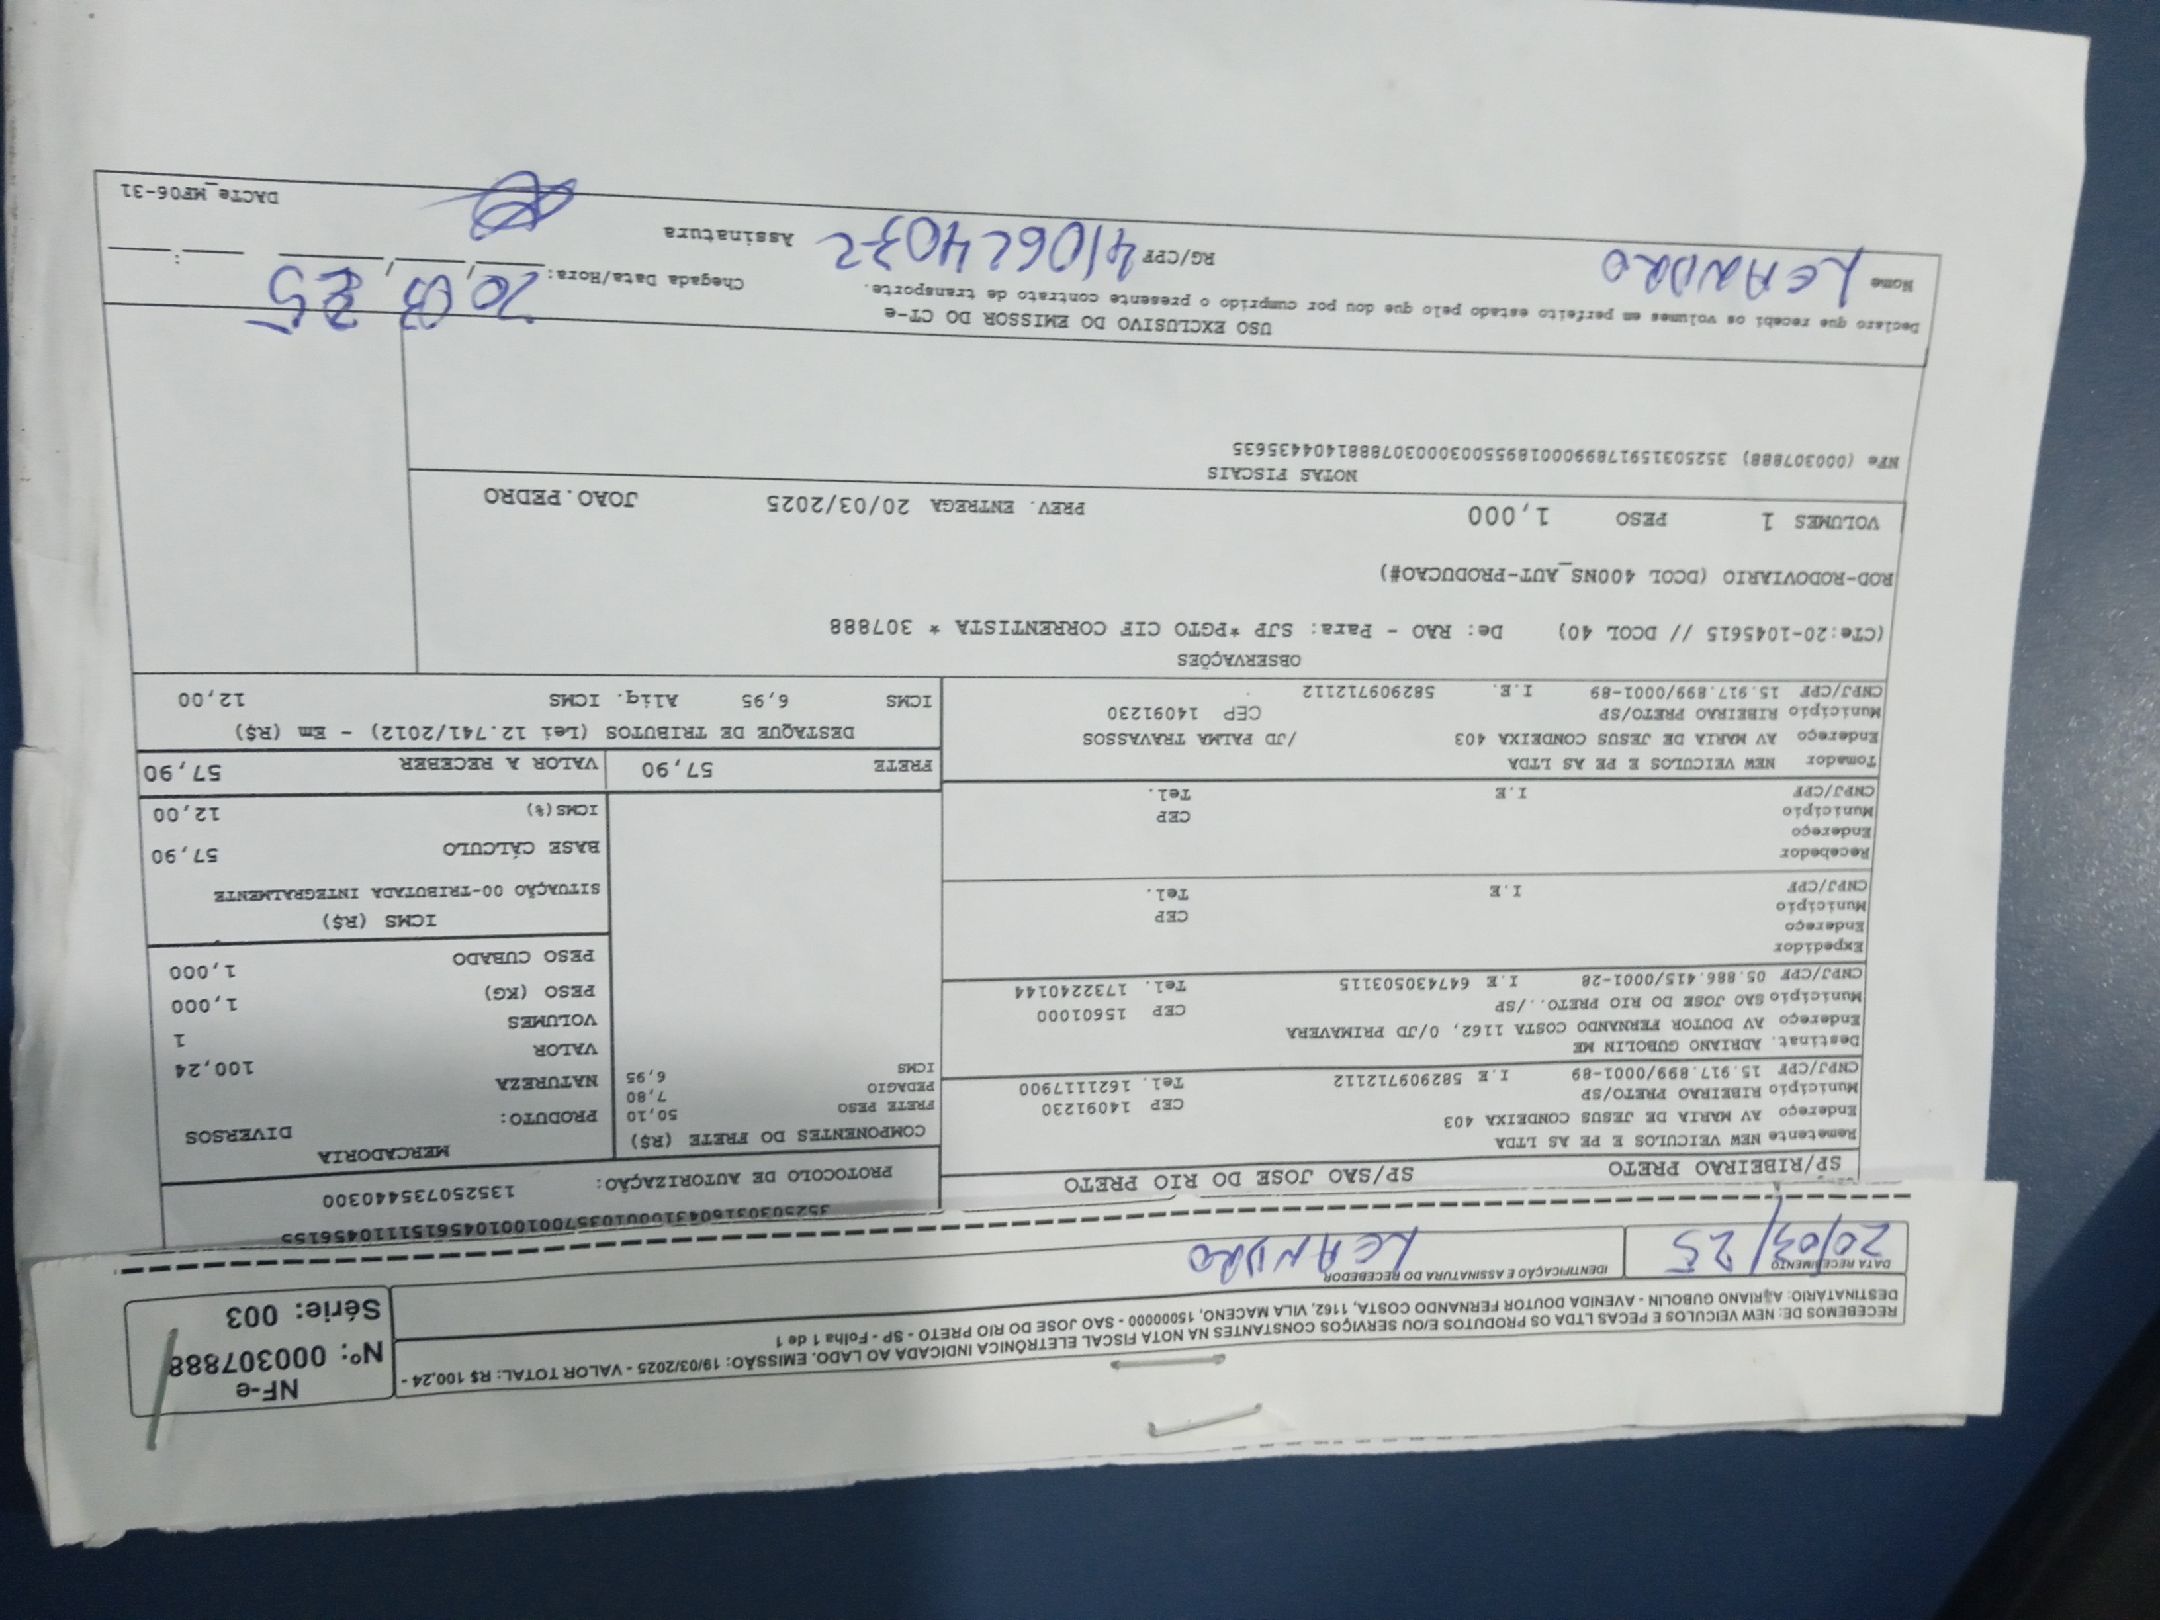 RECEBEMOS DE: NEW VEICULOS E PECAS LTDA OS PRODUTOS E/OU SERVIÇOS CONSTANTES NA NOTA FISCAL ELETRÔNICA INDICADA AO LADO. EMISSÃO: 19/03/2025 - VALOR TOTAL: R$ 100,24 -
DESTINATÁRIO: ADRIANO GUBOLIN - AVENIDA DOUTOR FERNANDO COSTA, 1162, VILA MACENO, 15000000 - SAO JOSE DO RIO PRETO - SP - Folha 1 de 1
NF-e
Nº: 000307888
Série: 003
DATA RECEBIMENTO
20/03/25
IDENTIFICAÇÃO E ASSINATURA DO RECEBEDOR
LEANDRO
SP/RIBEIRAO PRETO SP/SAO JOSE DO RIO PRETO
Remetente NEW VEICULOS E PE AS LTDA
Endereço AV MARIA DE JESUS CONDEIXA 403
Município RIBEIRAO PRETO/SP CEP 14091230
CNPJ/CPF 15.917.899/0001-89 I.E 582909712112 Tel. 1621117900
Destinat. ADRIANO GUBOLIN ME
Endereço AV DOUTOR FERNANDO COSTA 1162, 0/JD PRIMAVERA
Município SAO JOSE DO RIO PRETO../SP CEP 15601000
CNPJ/CPF 05.886.415/0001-28 I.E 647430503115 Tel. 1732240144
Expedidor
Endereço
Município CEP
CNPJ/CPF I.E Tel.
Recebedor
Endereço
Município CEP
CNPJ/CPF I.E Tel.
Tomador NEW VEICULOS E PE AS LTDA
Endereço AV MARIA DE JESUS CONDEIXA 403 /JD PALMA TRAVASSOS
Município RIBEIRAO PRETO/SP CEP 14091230
CNPJ/CPF 15.917.899/0001-89 I.E. 582909712112
PROTOCOLO DE AUTORIZAÇÃO: 135250735440300
COMPONENTES DO FRETE (R$)
FRETE PESO 50,10
PEDAGIO 7,80
ICMS 6,95
MERCADORIA
PRODUTO: DIVERSOS
NATUREZA
VALOR 100,24
VOLUMES 1
PESO (KG) 1,000
PESO CUBADO 1,000
ICMS (R$)
SITUAÇÃO 00-TRIBUTADA INTEGRALMENTE
BASE CÁLCULO 57,90
ICMS(%) 12,00
FRETE 57,90 VALOR A RECEBER 57,90
DESTAQUE DE TRIBUTOS (Lei 12.741/2012) - Em (R$)
ICMS 6,95 Alíq. ICMS 12,00
OBSERVAÇÕES
(CTe:20-1045615 // DCOL 40) De: RAO - Para: SJP *PGTO CIF CORRENTISTA * 307888
ROD-RODOVIARIO (DCOL 400NS_AUT-PRODUCAO#)
VOLUMES 1 PESO 1,000 PREV. ENTREGA 20/03/2025 JOAO.PEDRO
NOTAS FISCAIS
NFe (000307888) 35250315917899000189550030003078881404435635
USO EXCLUSIVO DO EMISSOR DO CT-e
Declaro que recebi os volumes em perfeito estado pelo que dou por cumprido o presente contrato de transporte.
Chegada Data/Hora: 20/03/25
Nome LEANDRO RG/CPF 410624032 Assinatura
DACTe_MF06-31